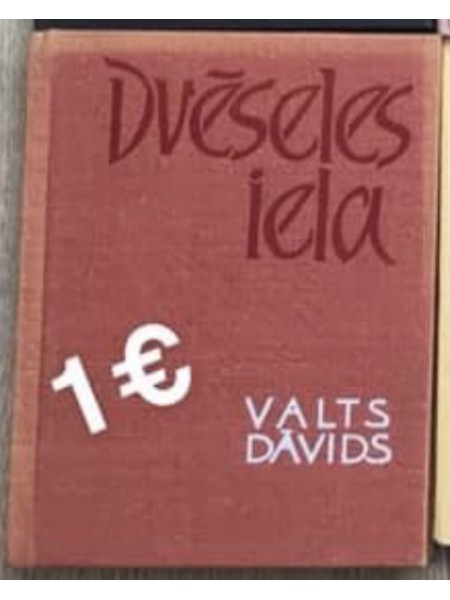 Dvēseles
iela
1€
VALTS
DĀVIDS